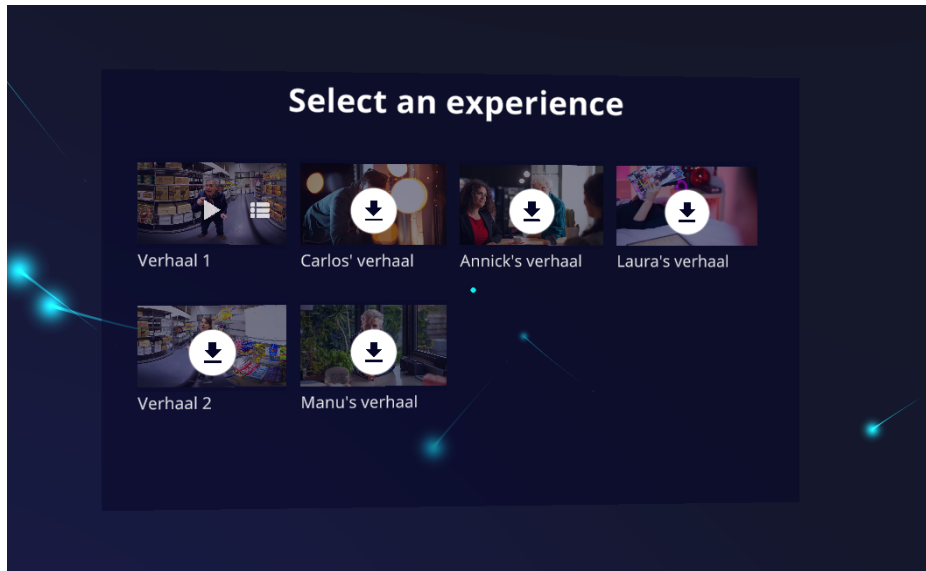 Select an experience
Verhaal 1
Carlos' verhaal
Annick's verhaal
Laura's verhaal
Verhaal 2
Manu's verhaal